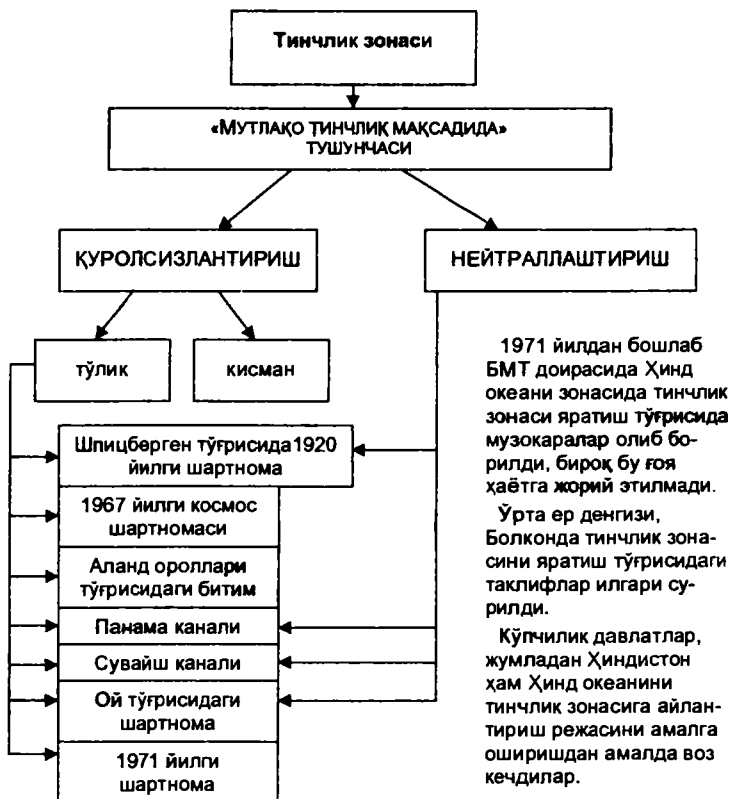 Тинчлик зонаси
«Мутлақо тинчлиқ мақсадида»
тушунчаси
ҚУРОЛСИЗЛАНТИРИШ
НЕЙТРАЛЛАШТИРИШ
тўлик
кисман
Шпицберген тўғрисида1920
йилги шартнома
1967 йилги космос
шартномаси
Аланд ороллари
тўғрисидаги битим
Панама канали
Сувайш канали
Ой тўғрисидаги
шартнома
1971 йилги
шартнома
1971 йилдан бошлаб
БМТ доирасида Ҳинд
океани зонасида тинчлик
зонаси яратиш тўғрисида
музокаралар олиб бо-
рилди, бироқ бу ғоя
ҳаётга жорий этилмади.
Ўрта ер денгизи,
Болконда тинчлик зона-
сини яратиш тўғрисидаги
таклифлар илгари су-
рилди.
Кўпчилик давлатлар,
жумладан Ҳиндистон
ҳам Ҳинд океанини
тинчлик зонасига айлан-
тириш режасини амалга
оширишдан амалда воз
кечдилар.